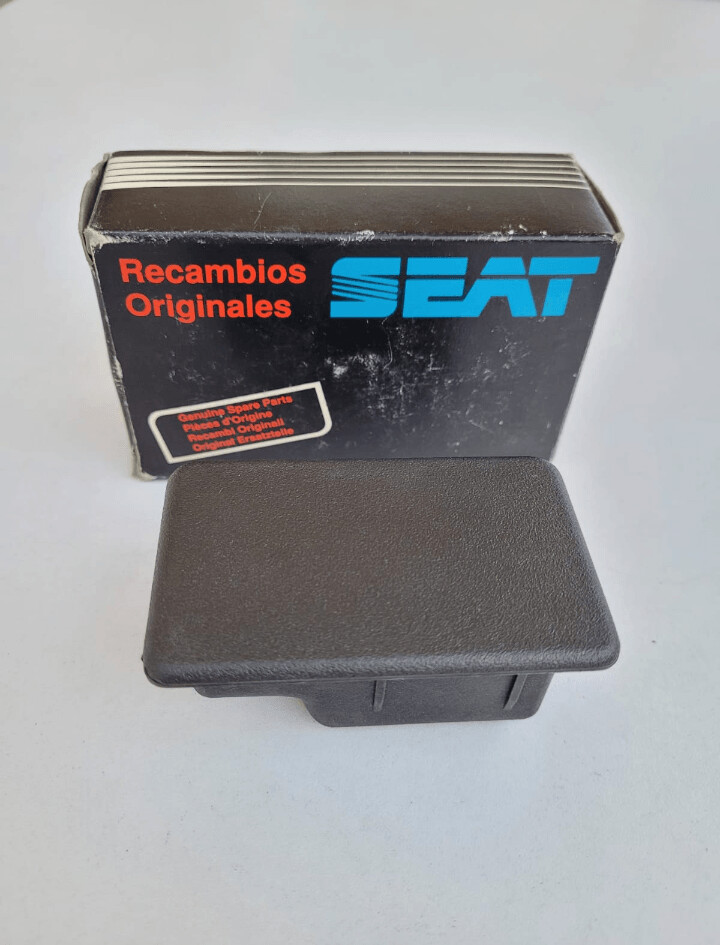 Recambios
Originales
SEAT
Genuine Spare Parts
Pièces d'Origine
Recambi Originali
Original Ersatzteile